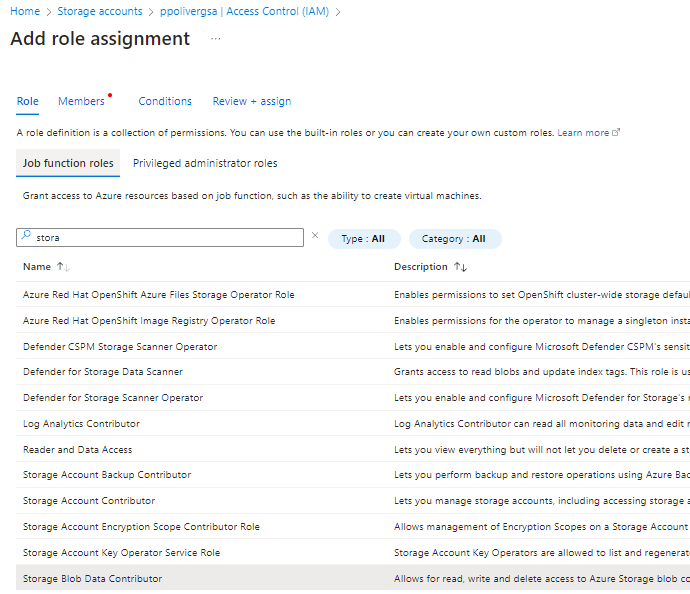 Home > Storage accounts > ppolivergsa | Access Control (IAM) >
Add role assignment ...
Role Members Conditions Review + assign
A role definition is a collection of permissions. You can use the built-in roles or you can create your own custom roles. Learn more
Job function roles Privileged administrator roles
Grant access to Azure resources based on job function, such as the ability to create virtual machines.
stora × Type : All Category : All
Name ↑↓ Description ↑↓
Azure Red Hat OpenShift Azure Files Storage Operator Role Enables permissions to set OpenShift cluster-wide storage defau
Azure Red Hat OpenShift Image Registry Operator Role Enables permissions for the operator to manage a singleton insta
Defender CSPM Storage Scanner Operator Lets you enable and configure Microsoft Defender CSPM's sensit
Defender for Storage Data Scanner Grants access to read blobs and update index tags. This role is us
Defender for Storage Scanner Operator Lets you enable and configure Microsoft Defender for Storage's
Log Analytics Contributor Log Analytics Contributor can read all monitoring data and edit
Reader and Data Access Lets you view everything but will not let you delete or create a st
Storage Account Backup Contributor Lets you perform backup and restore operations using Azure Bac
Storage Account Contributor Lets you manage storage accounts, including accessing storage a
Storage Account Encryption Scope Contributor Role Allows management of Encryption Scopes on a Storage Account
Storage Account Key Operator Service Role Storage Account Key Operators are allowed to list and regenerat
Storage Blob Data Contributor Allows for read, write and delete access to Azure Storage blob co